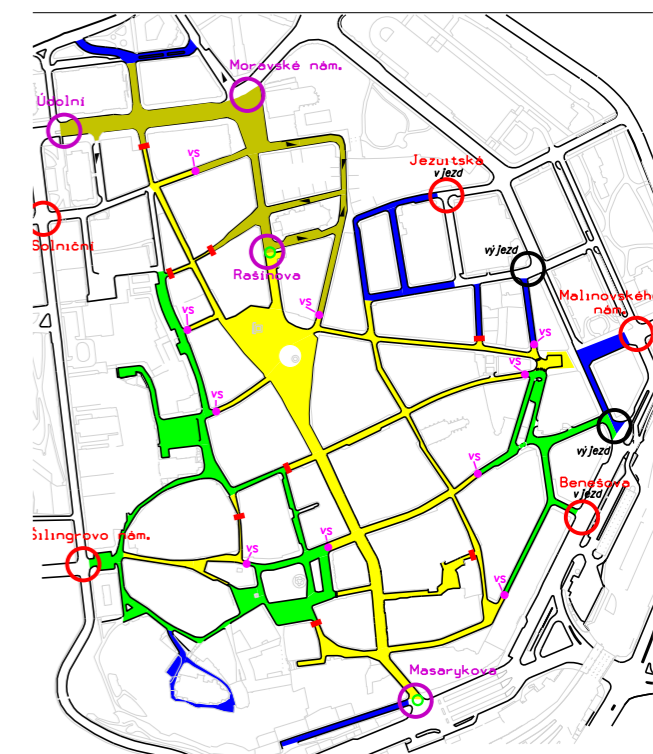 Moravské nám.
Údolní
Jezuitská
vjezd
vs
Solniční
výjezd
Rašínova
Malinovského
nám.
vs
vs
vs
vs
vs
výjezd
vs
Benešova
vjezd
Šilingrovo nám.
vs
vs
vs
Masarykova